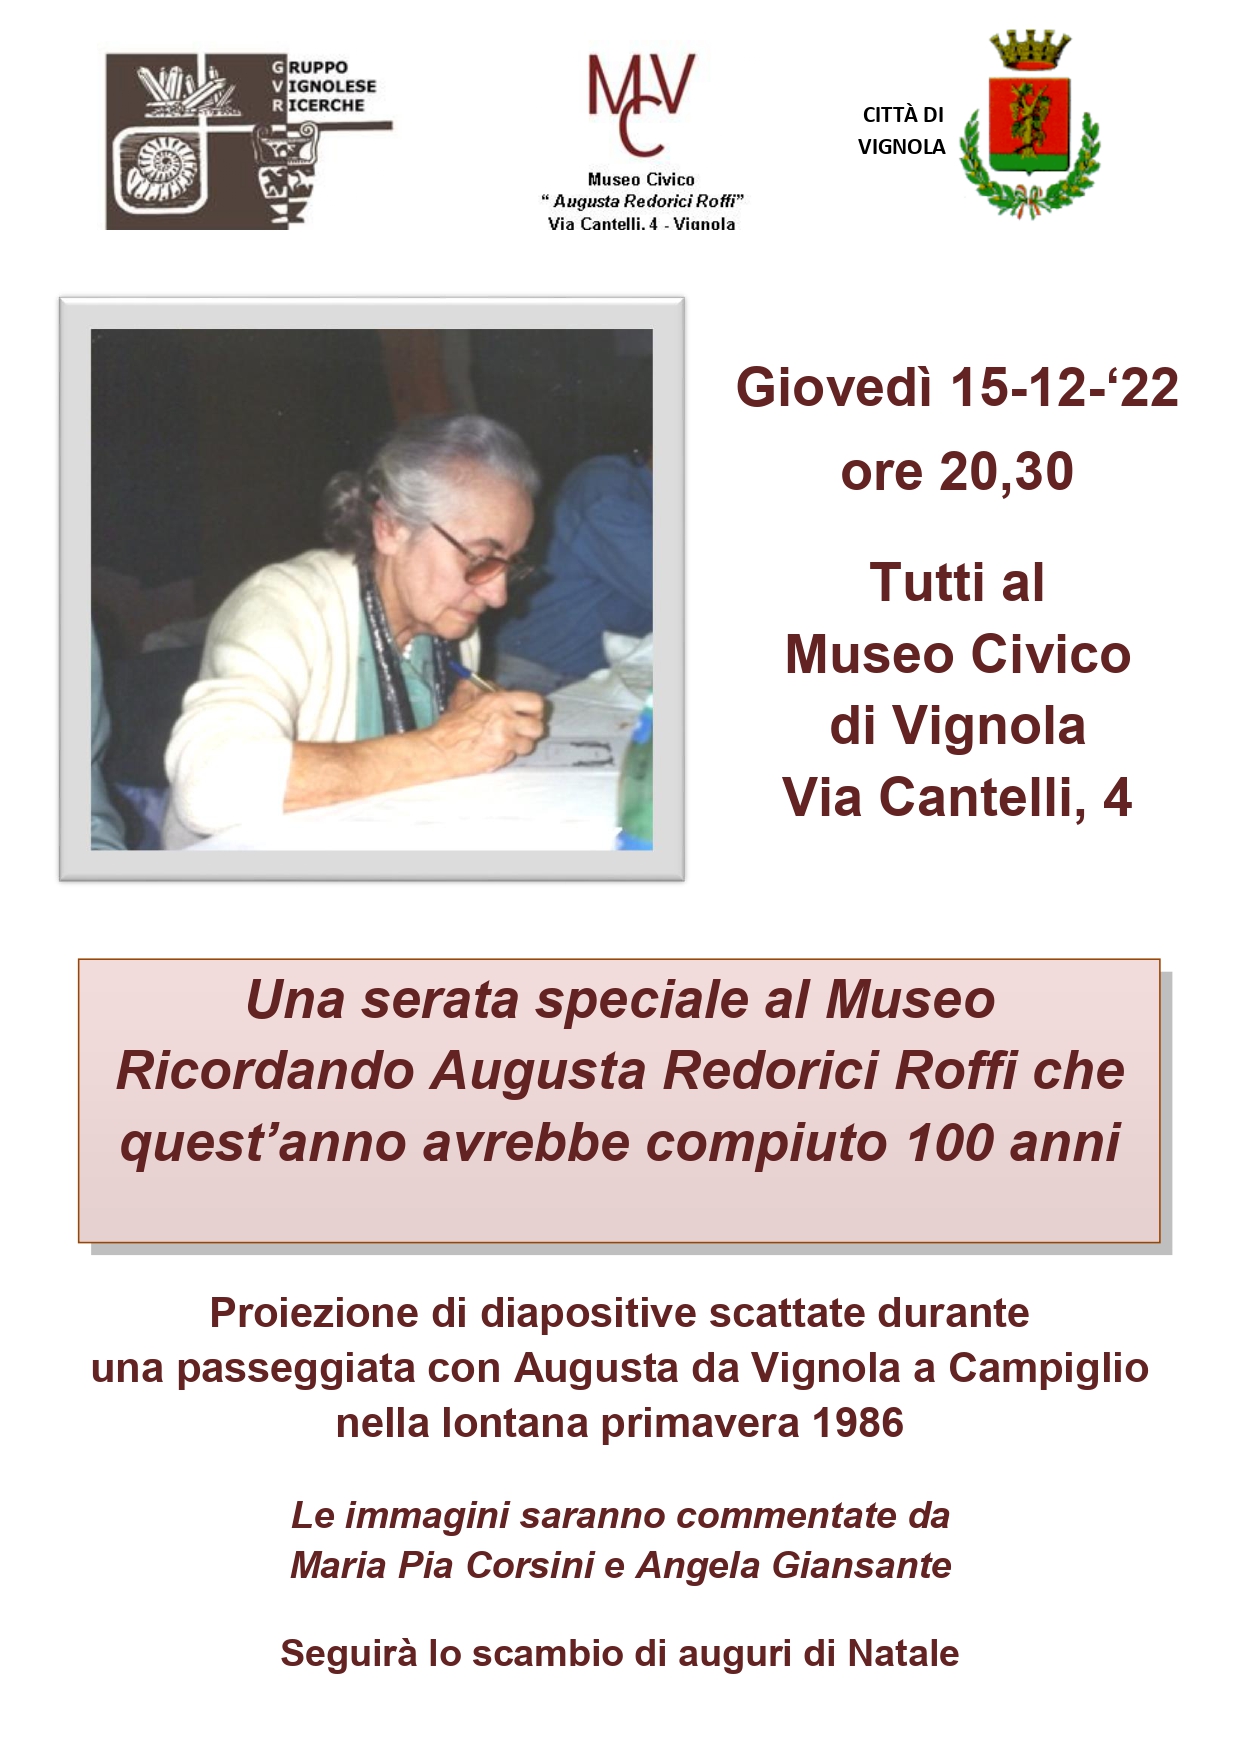 GRUPPO
VIGNOLESE
RICERCHE
MCV
Museo Civico
“ Augusta Redorici Roffi”
Via Cantelli, 4 - Vignola
CITTÀ DI
VIGNOLA
Giovedì 15-12-‘22
ore 20,30
Tutti al
Museo Civico
di Vignola
Via Cantelli, 4
Una serata speciale al Museo
Ricordando Augusta Redorici Roffi che
quest’anno avrebbe compiuto 100 anni
Proiezione di diapositive scattate durante
una passeggiata con Augusta da Vignola a Campiglio
nella lontana primavera 1986
Le immagini saranno commentate da
Maria Pia Corsini e Angela Giansante
Seguirà lo scambio di auguri di Natale